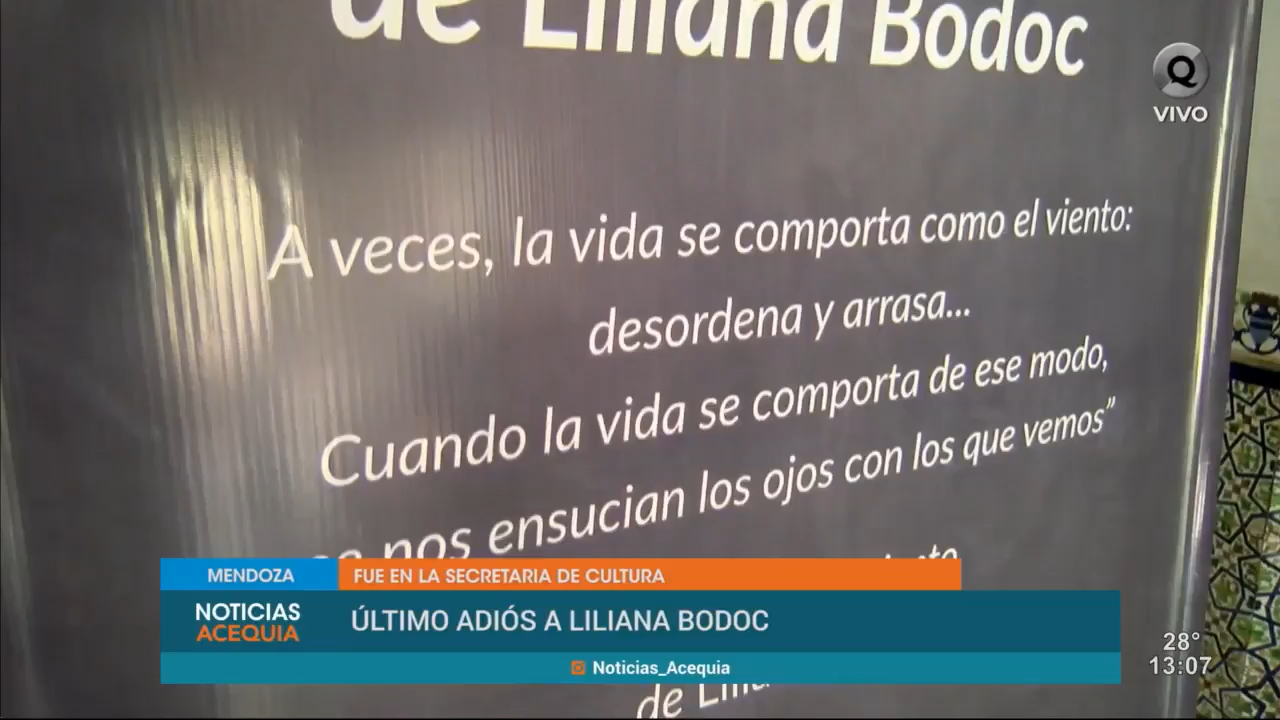 de Liliana Bodoc
Q
VIVO
A veces, la vida se comporta como el viento:
desordena y arrasa...
Cuando la vida se comporta de ese modo,
se nos ensucian los ojos con los que vemos”
MENDOZA
FUE EN LA SECRETARIA DE CULTURA
NOTICIAS
ACEQUIA
ÚLTIMO ADIÓS A LILIANA BODOC
Noticias_Acequia
28°
13:07
de